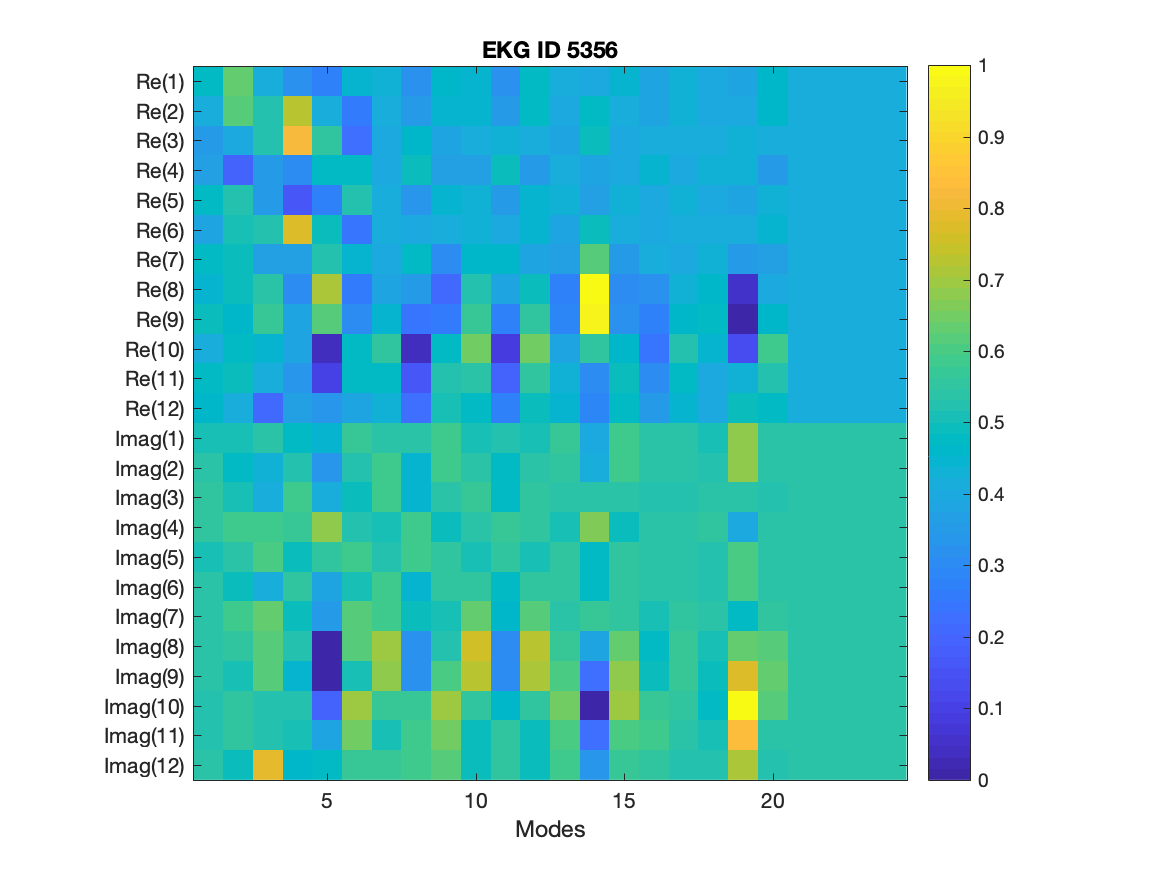 EKG ID 5356
Re(1)
Re(2)
Re(3)
Re(4)
Re(5)
Re(6)
Re(7)
Re(8)
Re(9)
Re(10)
Re(11)
Re(12)
Imag(1)
Imag(2)
Imag(3)
Imag(4)
Imag(5)
Imag(6)
Imag(7)
Imag(8)
Imag(9)
Imag(10)
Imag(11)
Imag(12)
5 10 15 20
Modes
1
0.9
0.8
0.7
0.6
0.5
0.4
0.3
0.2
0.1
0